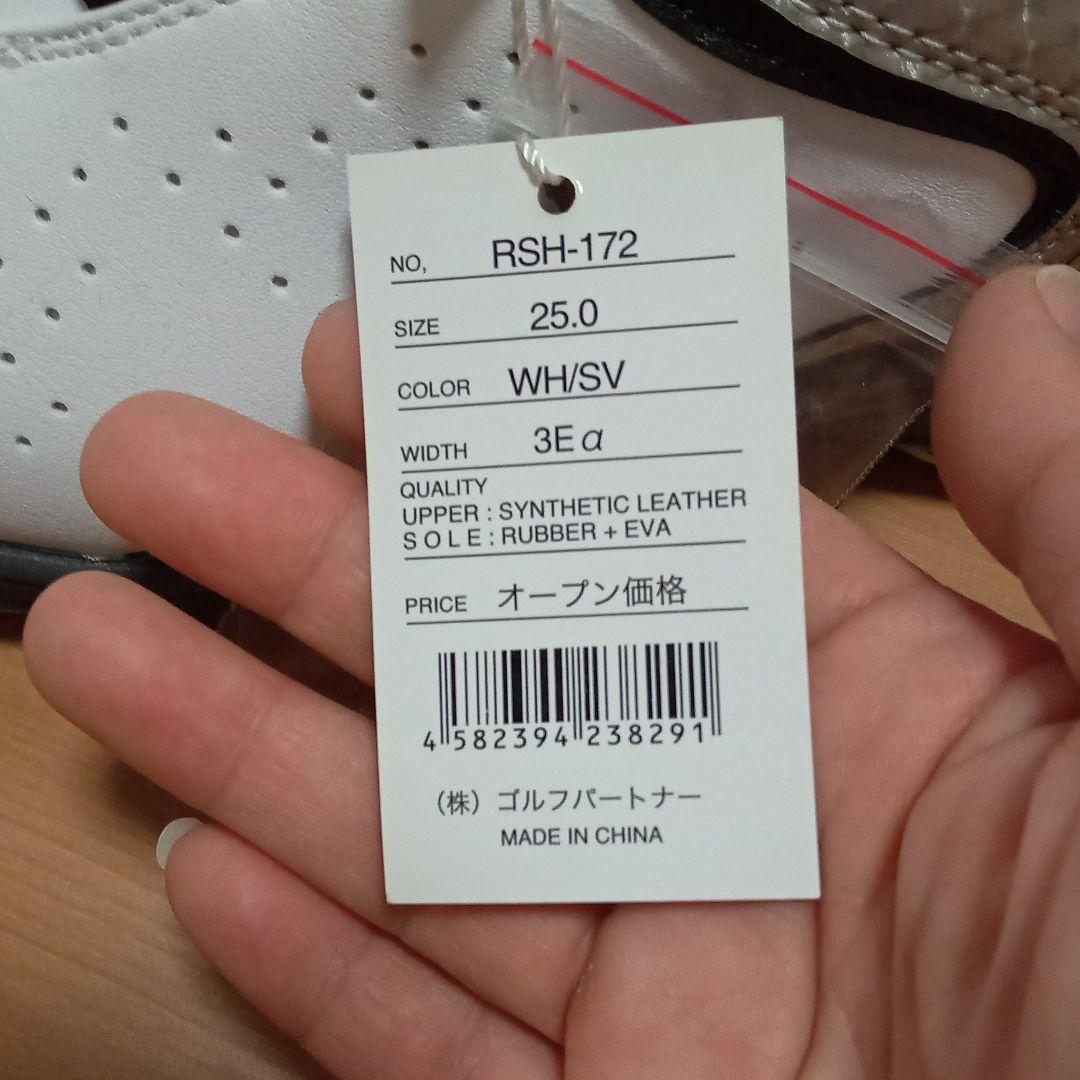 NO, RSH-172
SIZE 25.0
COLOR WH/SV
WIDTH 3Eα
QUALITY
UPPER : SYNTHETIC LEATHER
SOLE : RUBBER + EVA
PRICE オープン価格
4 582394 238291
（株）ゴルフパートナー
MADE IN CHINA